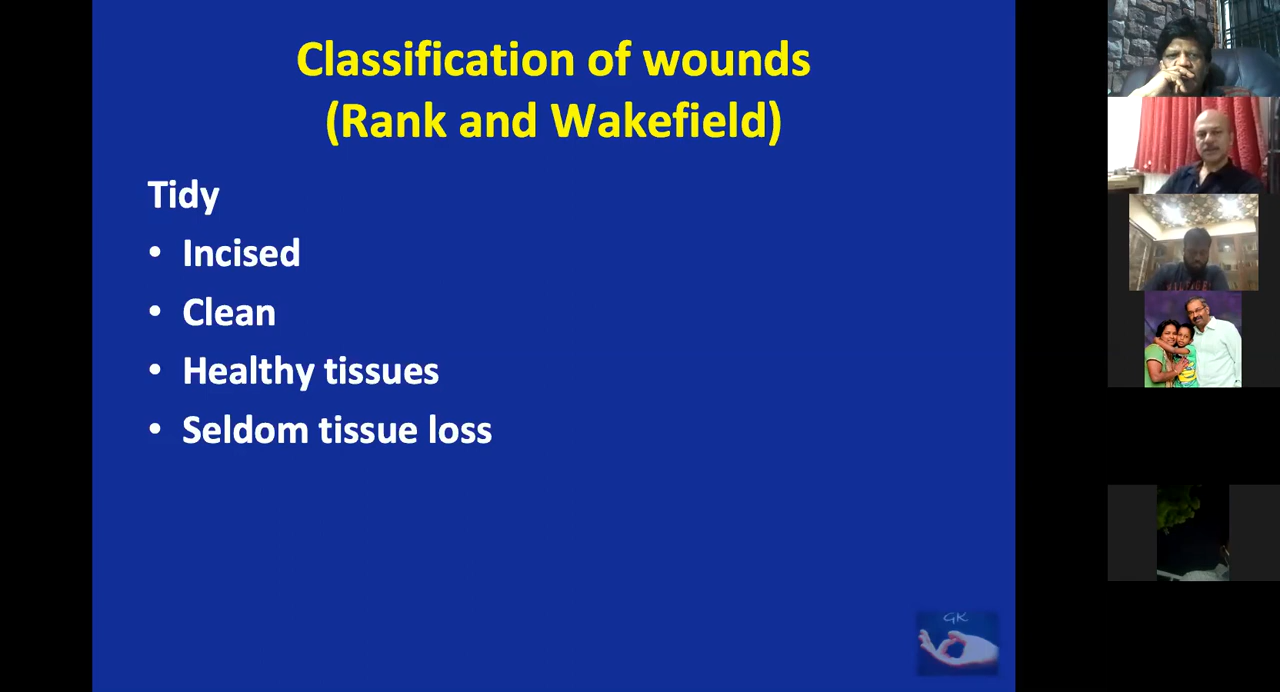 Classification of wounds
(Rank and Wakefield)
Tidy
• Incised
• Clean
• Healthy tissues
• Seldom tissue loss
GK